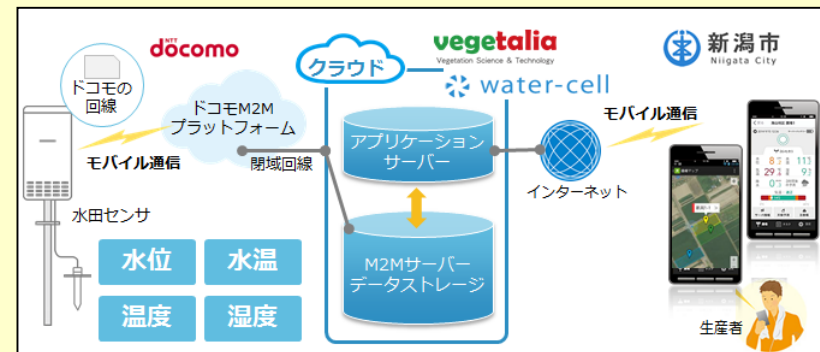 NTT
döcomo
ドコモの
回線
ドコモM2M
プラットフォーム
モバイル通信
閉域回線
水田センサ
水位
水温
温度
湿度
クラウド
vegetalia
Vegetation Science & Technology
water-cell
アプリケーション
サーバー
M2Mサーバー
データストレージ
インターネット
新潟市
Niigata City
モバイル通信
生産者